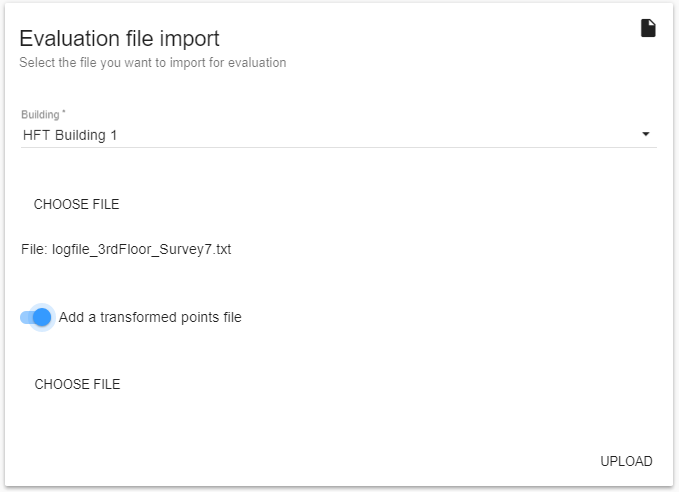 Evaluation file import
Select the file you want to import for evaluation
Building *
HFT Building 1
CHOOSE FILE
File: logfile_3rdFloor_Survey7.txt
Add a transformed points file
CHOOSE FILE
UPLOAD